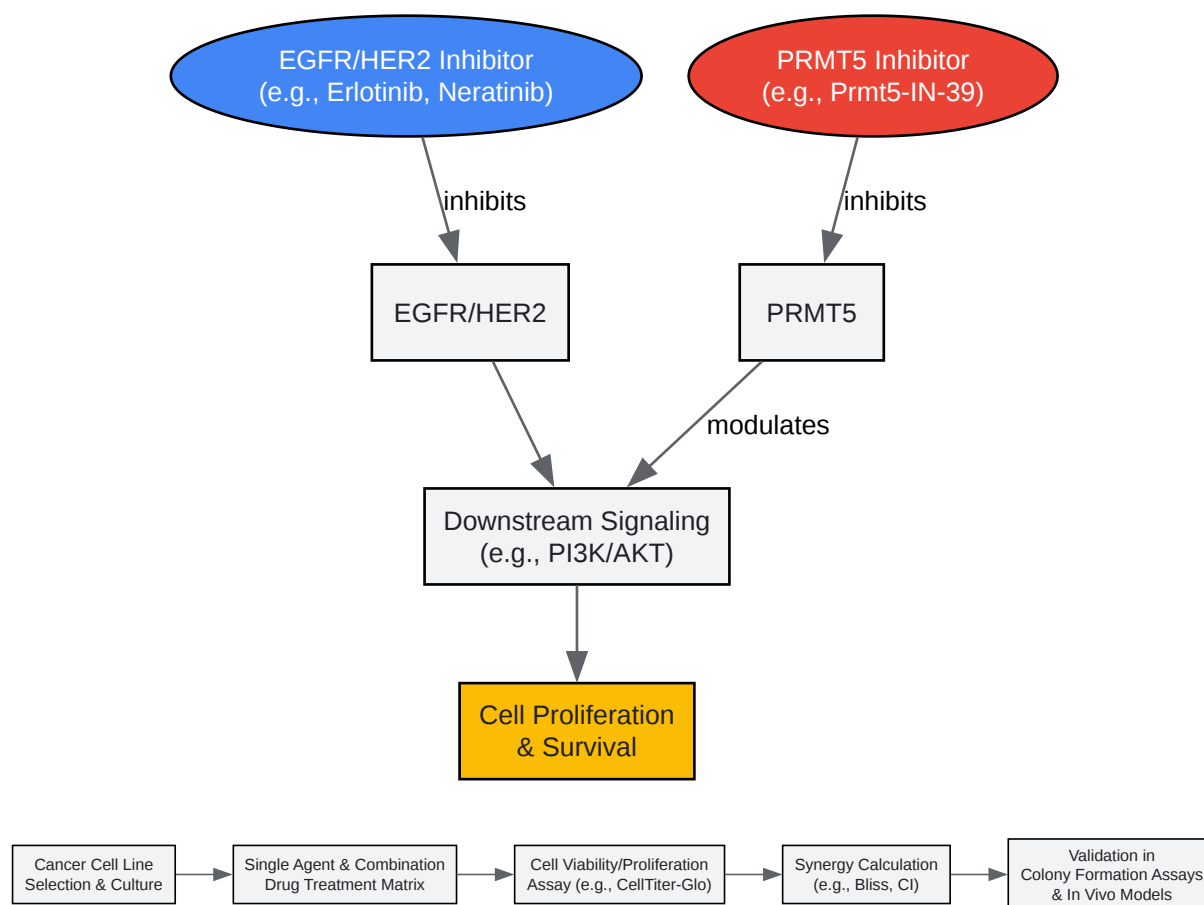 EGFR/HER2 Inhibitor
(e.g., Erlotinib, Neratinib)
PRMT5 Inhibitor
(e.g., Prmt5-IN-39)
inhibits
inhibits
EGFR/HER2
PRMT5
modulates
Downstream Signaling
(e.g., PI3K/AKT)
Cell Proliferation
& Survival
Cancer Cell Line
Selection & Culture
Single Agent & Combination
Drug Treatment Matrix
Cell Viability/Proliferation
Assay (e.g., CellTiter-Glo)
Synergy Calculation
(e.g., Bliss, CI)
Validation in
Colony Formation Assays
& In Vivo Models